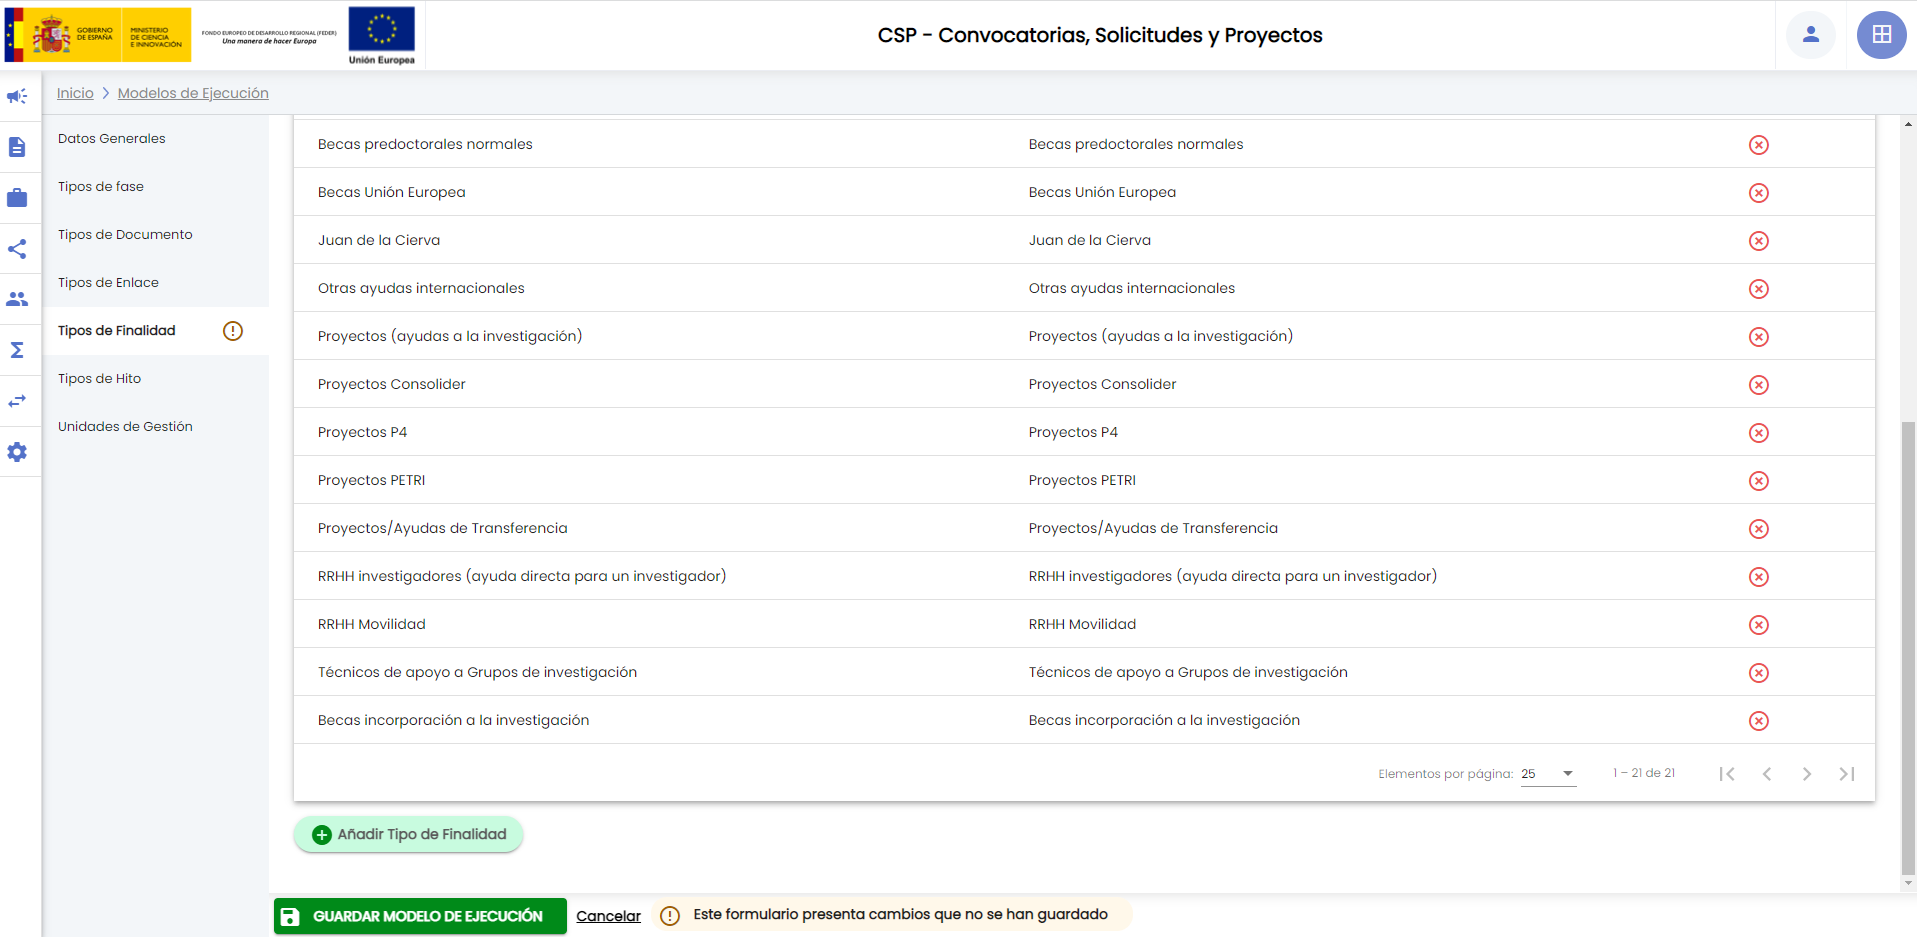 GOBIERNO
DE ESPAÑA
MINISTERIO
DE CIENCIA
E INNOVACIÓN
FONDO EUROPEO DE DESARROLLO REGIONAL (FEDER)
Una manera de hacer Europa
Unión Europea
CSP - Convocatorias, Solicitudes y Proyectos
Inicio > Modelos de Ejecución
Datos Generales
Tipos de fase
Tipos de Documento
Tipos de Enlace
Tipos de Finalidad
Tipos de Hito
Unidades de Gestión
Becas predoctorales normales Becas predoctorales normales
Becas Unión Europea Becas Unión Europea
Juan de la Cierva Juan de la Cierva
Otras ayudas internacionales Otras ayudas internacionales
Proyectos (ayudas a la investigación) Proyectos (ayudas a la investigación)
Proyectos Consolider Proyectos Consolider
Proyectos P4 Proyectos P4
Proyectos PETRI Proyectos PETRI
Proyectos/Ayudas de Transferencia Proyectos/Ayudas de Transferencia
RRHH investigadores (ayuda directa para un investigador) RRHH investigadores (ayuda directa para un investigador)
RRHH Movilidad RRHH Movilidad
Técnicos de apoyo a Grupos de investigación Técnicos de apoyo a Grupos de investigación
Becas incorporación a la investigación Becas incorporación a la investigación
Elementos por página: 25 1 – 21 de 21
Añadir Tipo de Finalidad
GUARDAR MODELO DE EJECUCIÓN Cancelar Este formulario presenta cambios que no se han guardado